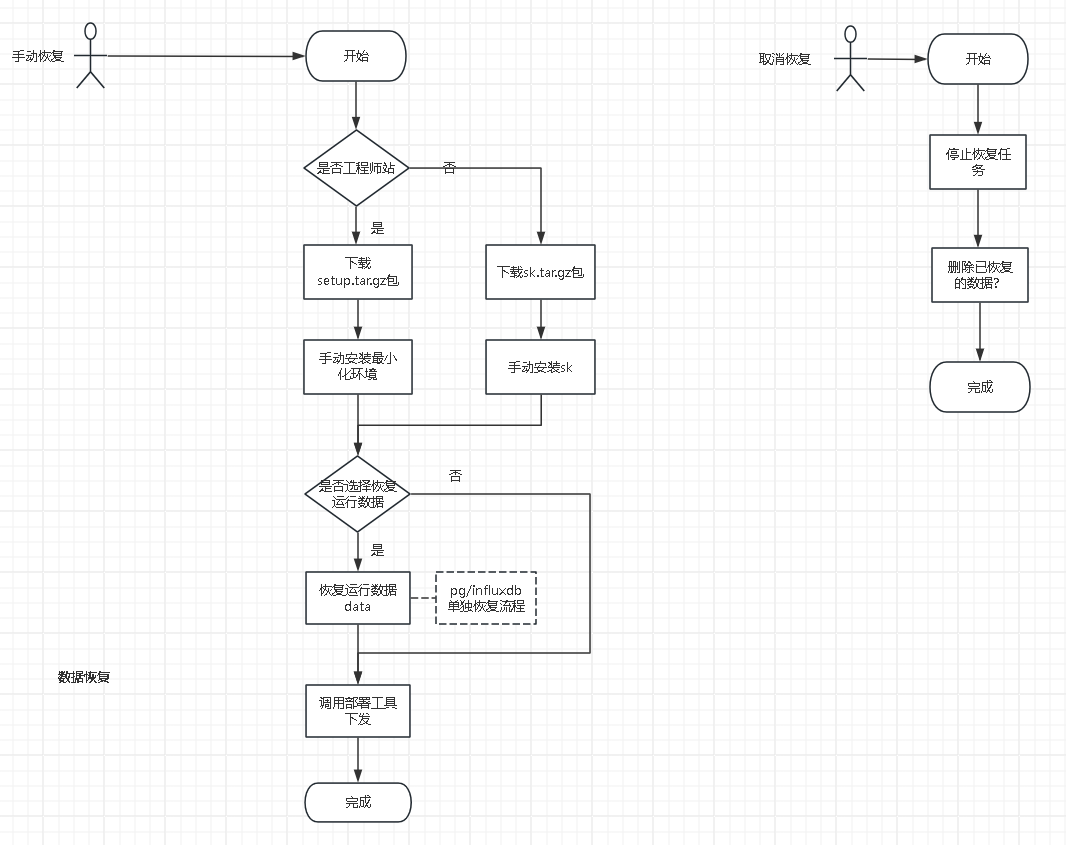 手动恢复
开始
是否工程师站
否
是
下载
setup.tar.gz包
下载sk.tar.gz包
手动安装最小
化环境
手动安装sk
是否选择恢复
运行数据
否
是
恢复运行数据
data
pg/influxdb
单独恢复流程
数据恢复
调用部署工具
下发
完成
取消恢复
开始
停止恢复任
务
删除已恢复
的数据?
完成